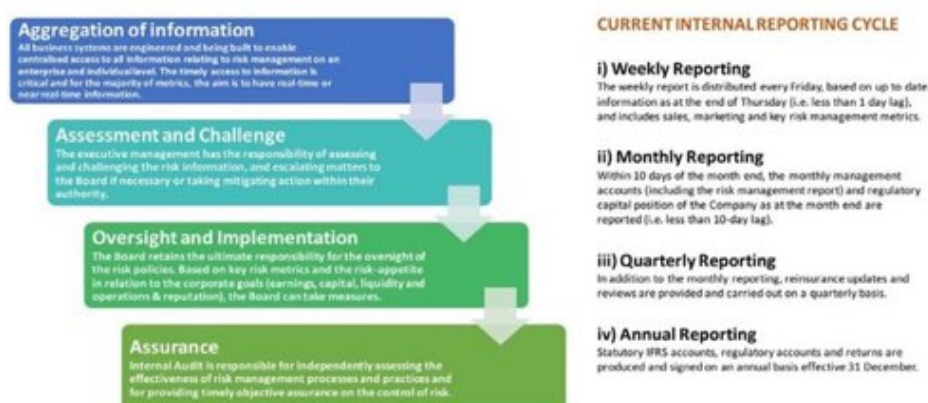 Aggregation of information
All business systems are engineered and being built to enable
centralised access to all information relating to risk management on an
enterprise and individual level. The timely access to information is
critical and for the majority of metrics, the aim is to have real-time or
near real-time information.
Assessment and Challenge
The executive management has the responsibility of assessing
and challenging the risk information, and escalating matters to
the Board if necessary or taking mitigating action within their
authority.
Oversight and Implementation
The Board retains the ultimate responsibility for the oversight of
the risk policies. Based on key risk metrics and the risk-appetite
in relation to the corporate goals (earnings, capital, liquidity and
operations & reputation), the Board can take measures.
Assurance
Internal Audit is responsible for independently assessing the
effectiveness of risk management processes and practices and
for providing timely objective assurance on the control of risk.
CURRENT INTERNAL REPORTING CYCLE
i) Weekly Reporting
The weekly report is distributed every Friday, based on up to date
information as at the end of Thursday (i.e. less than 1 day lag),
and includes sales, marketing and key risk management metrics.
ii) Monthly Reporting
Within 10 days of the month end, the monthly management
accounts (including the risk management report) and regulatory
capital position of the Company as at the month end are
reported (i.e. less than 10-day lag).
iii) Quarterly Reporting
In addition to the monthly reporting, reinsurance updates and
reviews are provided and carried out on a quarterly basis.
iv) Annual Reporting
Statutory IFRS accounts, regulatory accounts and returns are
produced and signed on an annual basis effective 31 December.